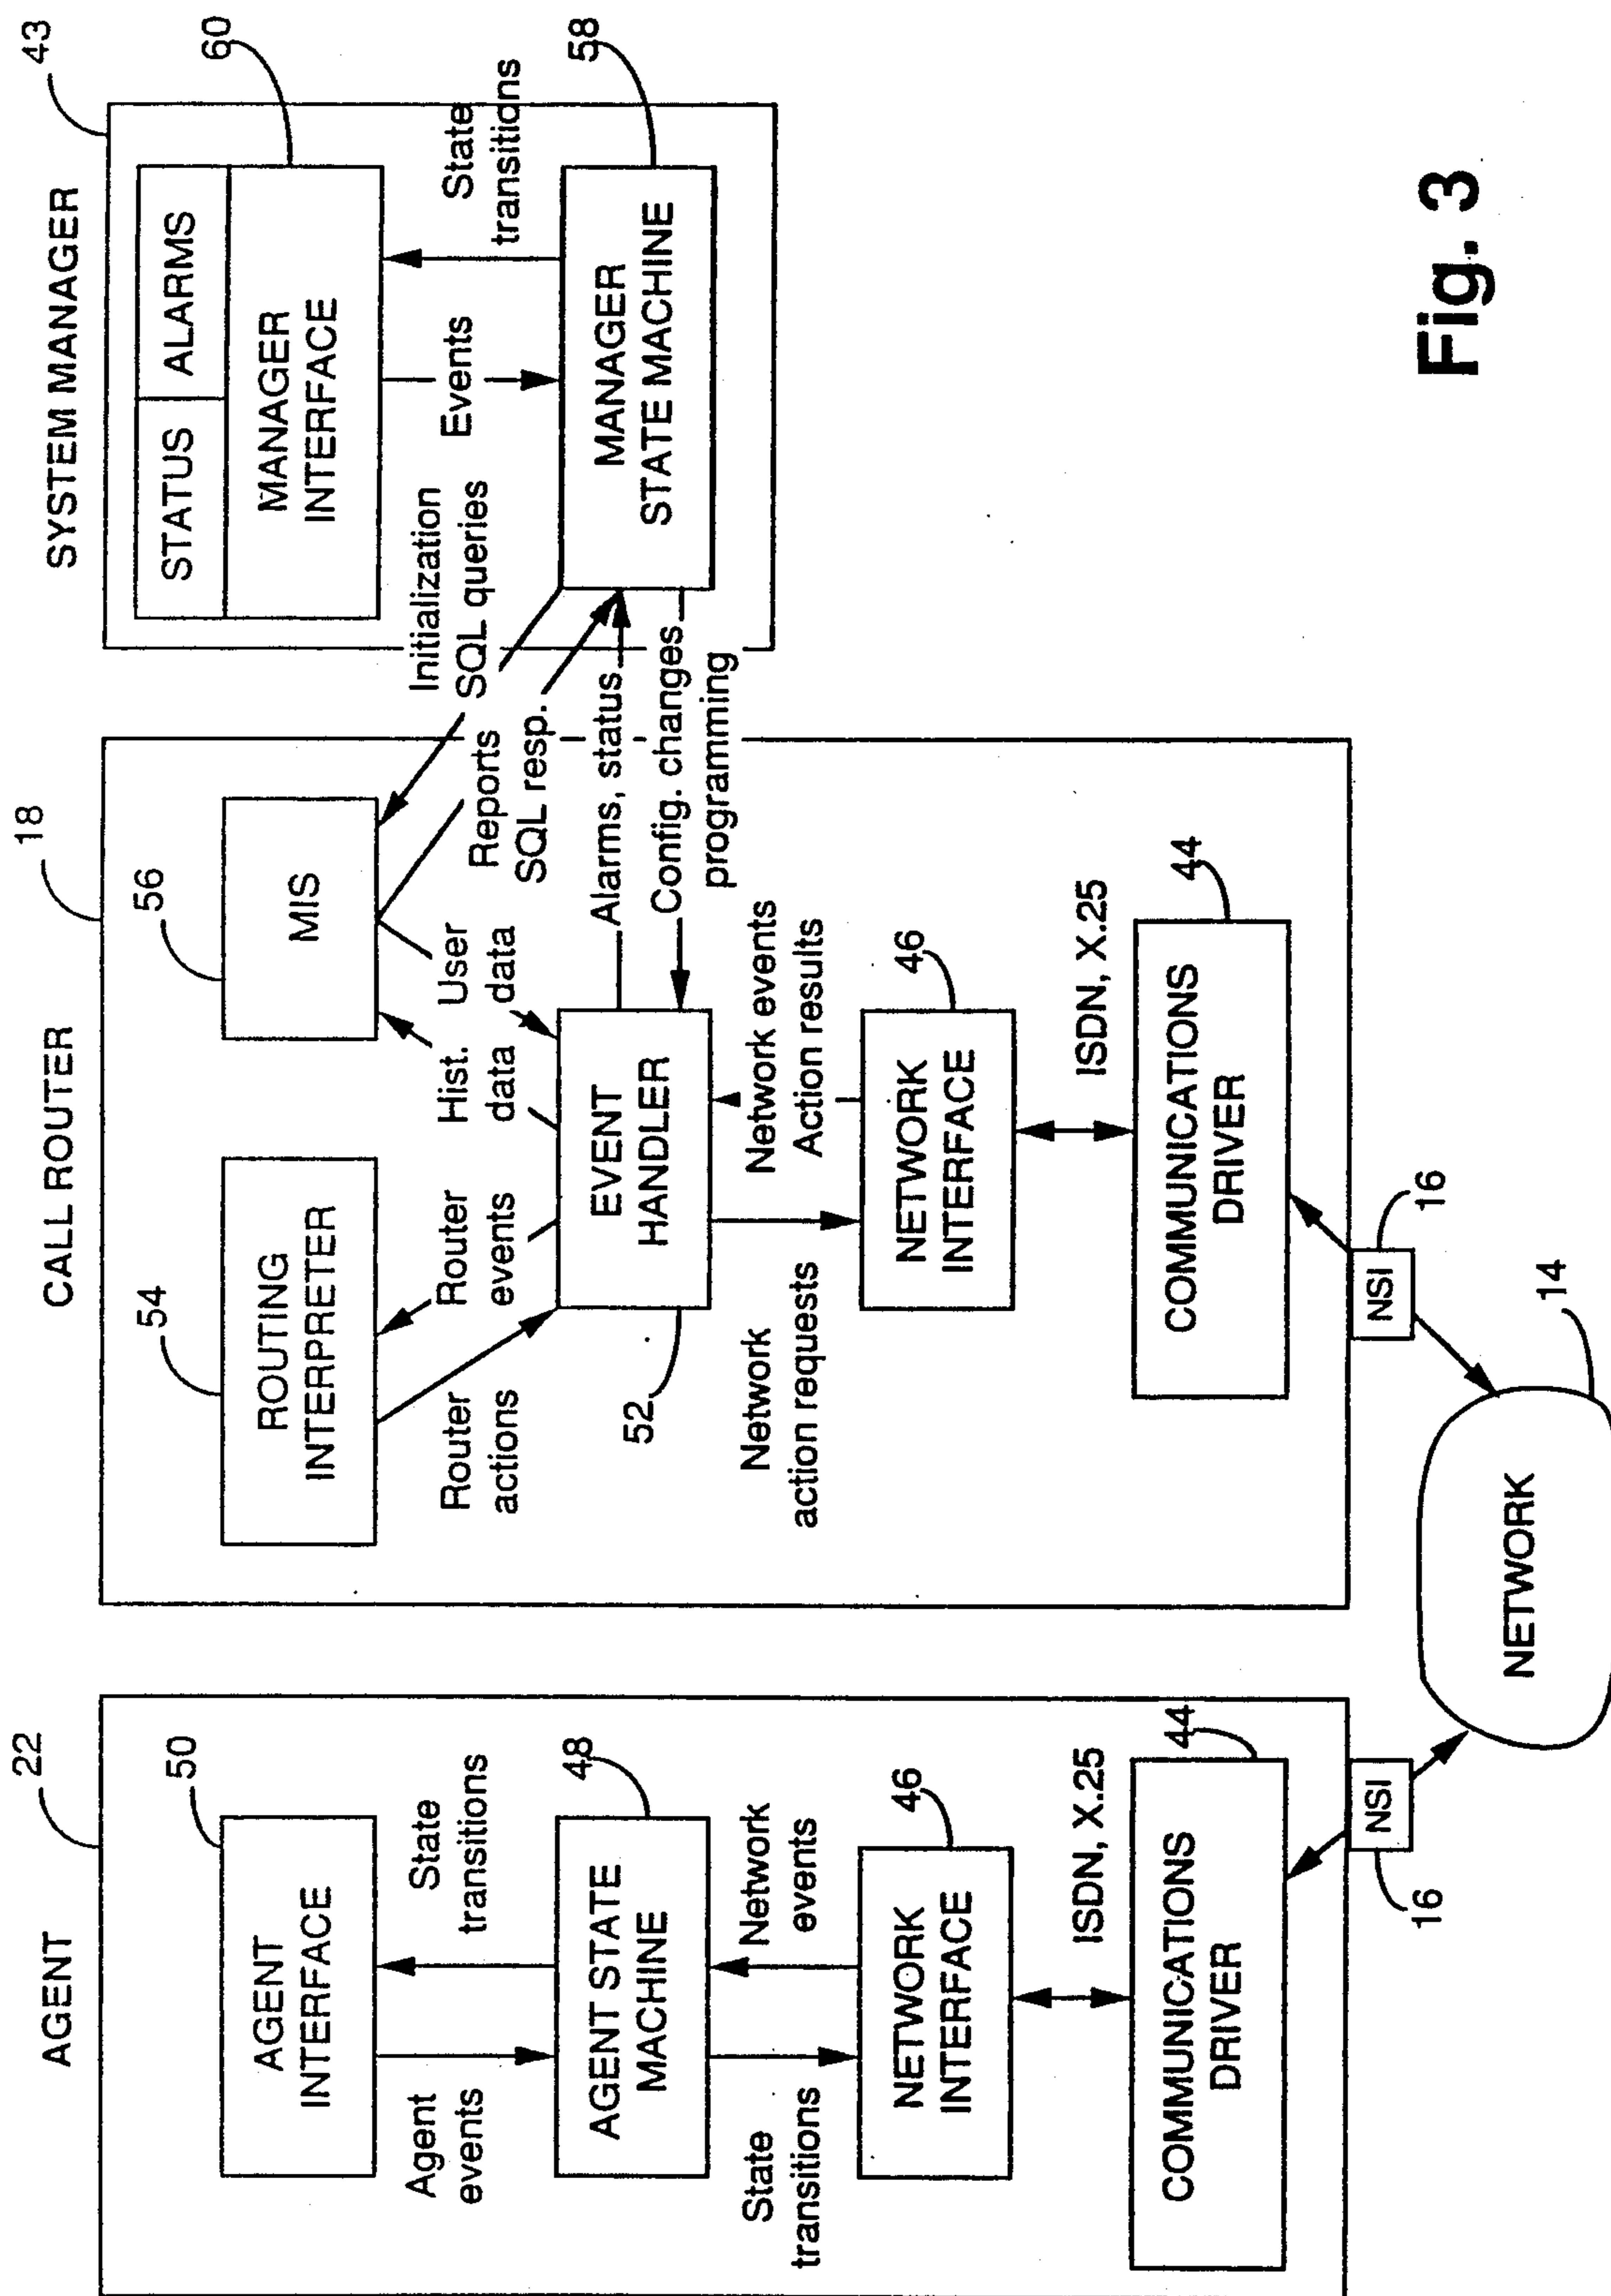 AGENT
22
50
AGENT
INTERFACE
Agent
events
State
transitions
48
AGENT STATE
MACHINE
State
transitions
Network
events
46
NETWORK
INTERFACE
ISDN, X.25
44
COMMUNICATIONS
DRIVER
NSI
16
CALL ROUTER
18
54
ROUTING
INTERPRETER
56
MIS
Router
actions
Router
events
Hist.
data
User
data
52
EVENT
HANDLER
Network
action requests
Network events
Action results
46
NETWORK
INTERFACE
ISDN, X.25
44
COMMUNICATIONS
DRIVER
NSI
16
NETWORK
14
SYSTEM MANAGER
43
STATUS
ALARMS
MANAGER
INTERFACE
60
Initialization
SQL queries
Events
State
transitions
Reports
SQL resp.
Alarms, status
Config. changes
programming
MANAGER
STATE MACHINE
58
Fig. 3